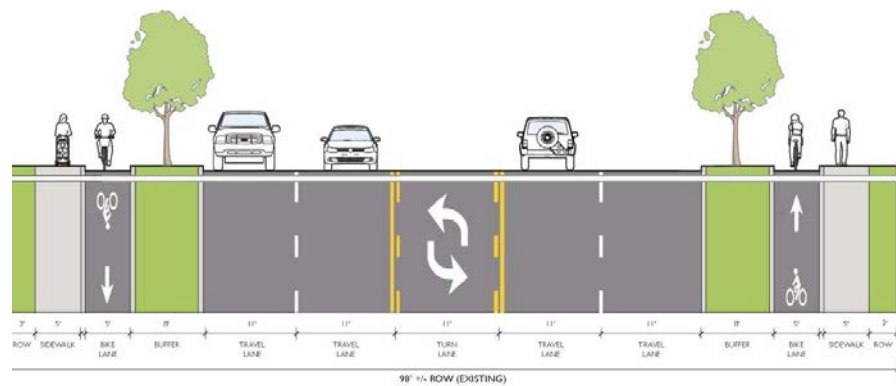 3' 5' 5' 8' 11' 11' 11' 11' 11' 8' 5' 5'
ROW SIDEWALK BIKE BUFFER TRAVEL TRAVEL TURN TRAVEL TRAVEL BUFFER BIKE SIDEWALK ROW
LANE LANE LANE LANE LANE LANE LANE
98' +/- ROW (EXISTING)